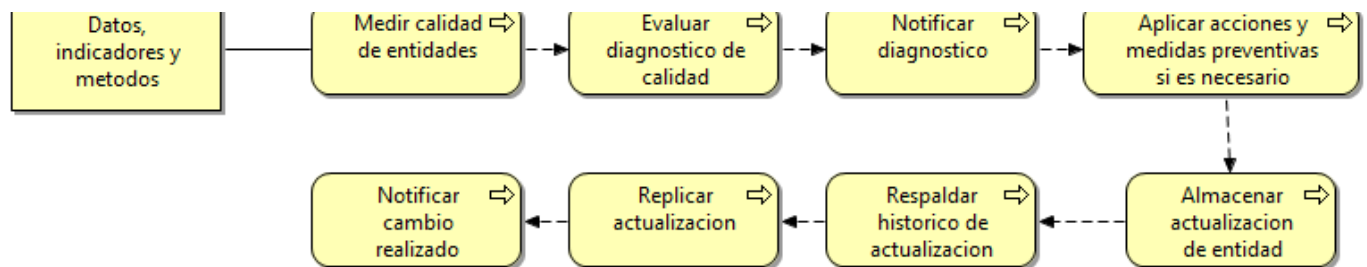 Datos,
indicadores y
metodos
Medir calidad
de entidades
Evaluar
diagnostico de
calidad
Notificar
diagnostico
Aplicar acciones y
medidas preventivas
si es necesario
Almacenar
actualizacion
de entidad
Respaldar
historico de
actualizacion
Replicar
actualizacion
Notificar
cambio
realizado